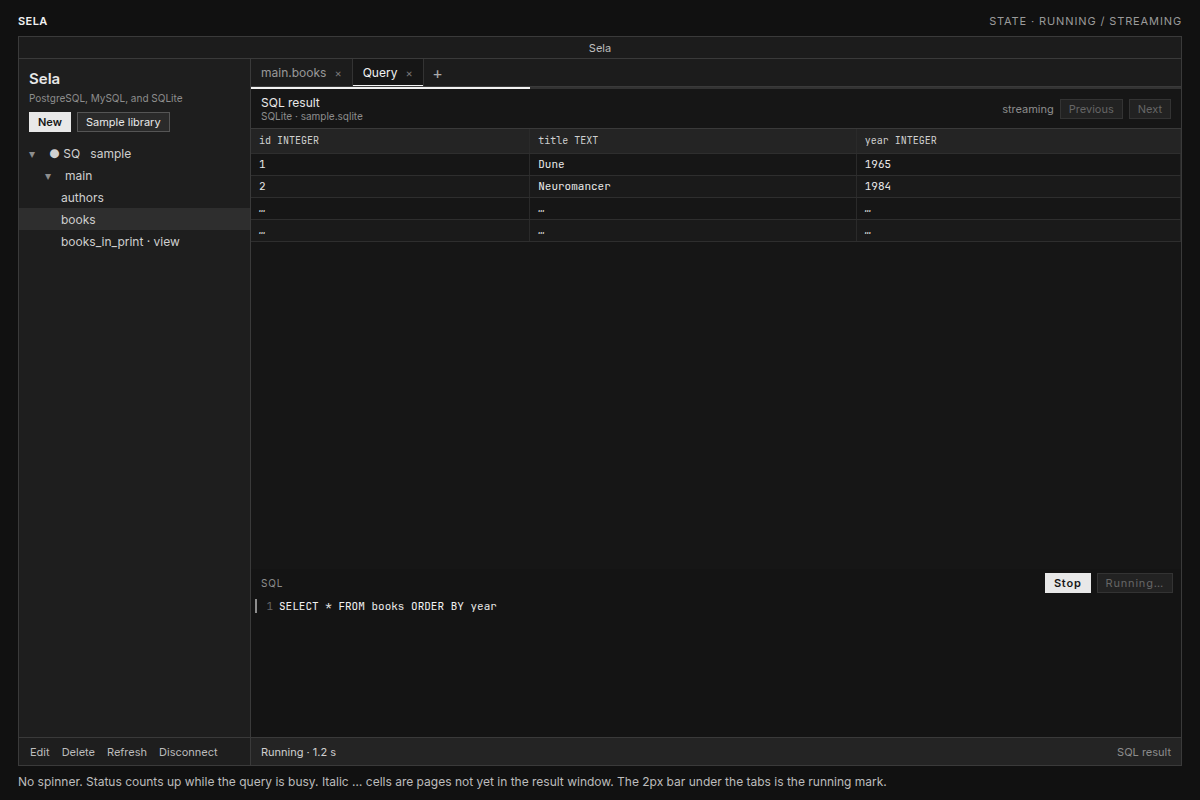 SELA STATE · RUNNING / STREAMING
Sela
Sela
PostgreSQL, MySQL, and SQLite
New Sample library
▾ ● SQ sample
▾ main
authors
books
books_in_print · view
Edit Delete Refresh Disconnect
main.books × Query × +
SQL result
SQLite · sample.sqlite
streaming Previous Next
id INTEGER title TEXT year INTEGER
1 Dune 1965
2 Neuromancer 1984
… … …
… … …
SQL Stop Running…
1 SELECT * FROM books ORDER BY year
Running · 1.2 s SQL result
No spinner. Status counts up while the query is busy. Italic … cells are pages not yet in the result window. The 2px bar under the tabs is the running mark.